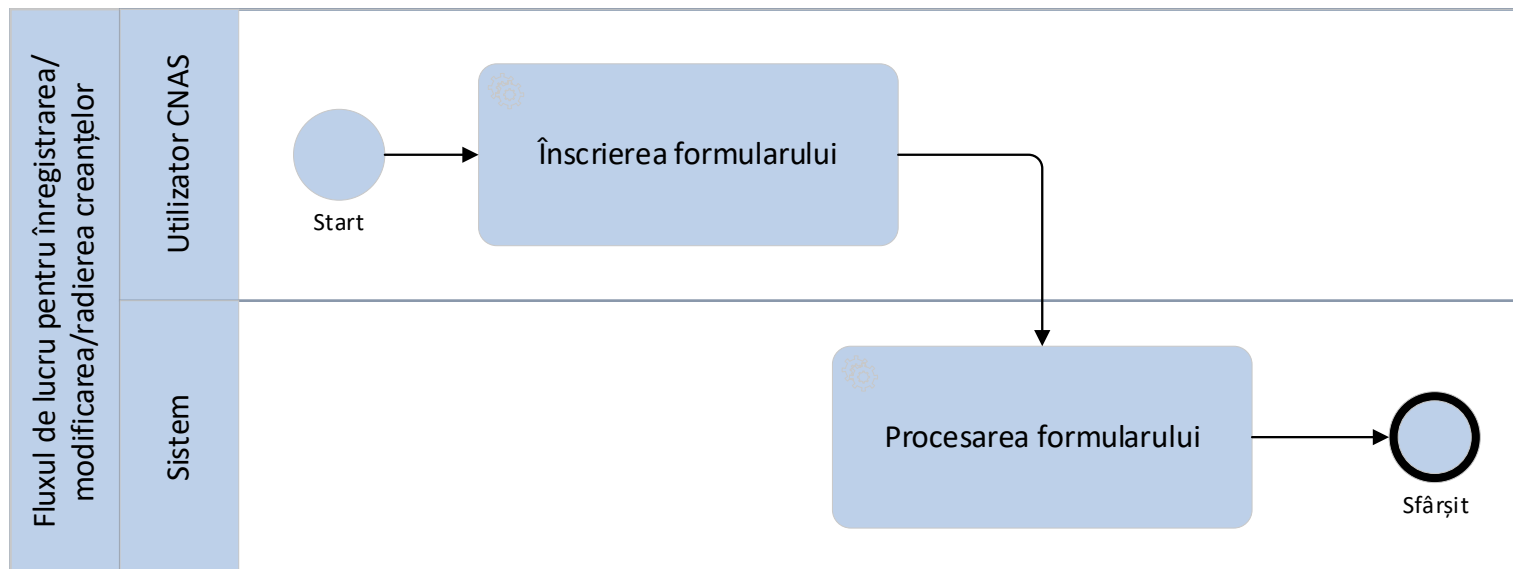 Fluxul de lucru pentru înregistrarea/
modificarea/radierea creanțelor
Utilizator CNAS
Start
Înscrierea formularului
Sistem
Procesarea formularului
Sfârșit